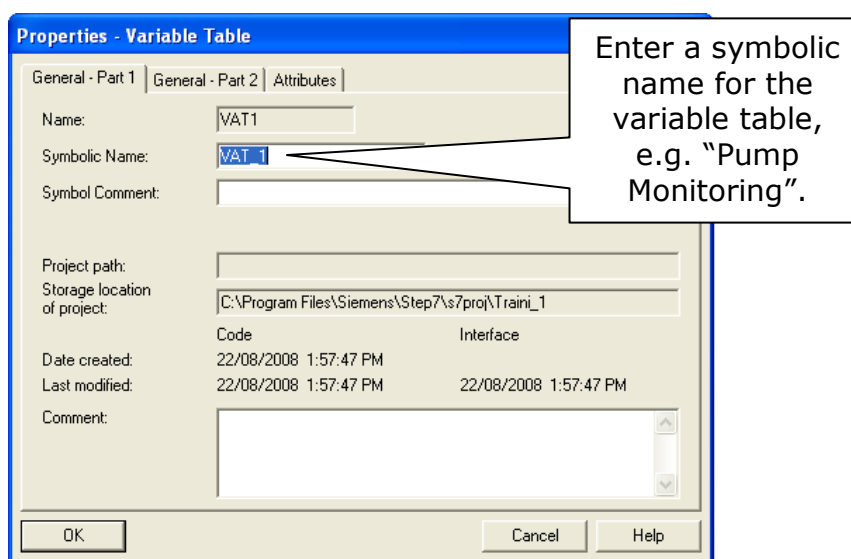 Properties - Variable Table
Enter a symbolic
name for the
variable table,
e.g. “Pump
Monitoring”.
General - Part 1 General - Part 2 Attributes
Name: VAT1
Symbolic Name: VAT_1
Symbol Comment:
Project path:
Storage location
of project: C:\Program Files\Siemens\Step7\s7proj\Traini_1
Code Interface
Date created: 22/08/2008 1:57:47 PM
Last modified: 22/08/2008 1:57:47 PM 22/08/2008 1:57:47 PM
Comment:
OK Cancel Help